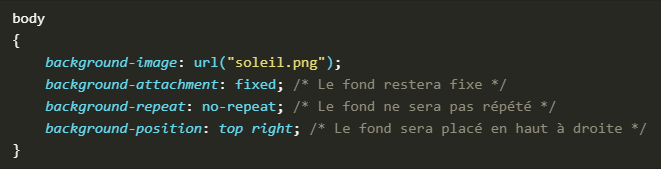 body
{
background-image: url("soleil.png");
background-attachment: fixed; /* Le fond restera fixe */
background-repeat: no-repeat; /* Le fond ne sera pas répété */
background-position: top right; /* Le fond sera placé en haut à droite */
}